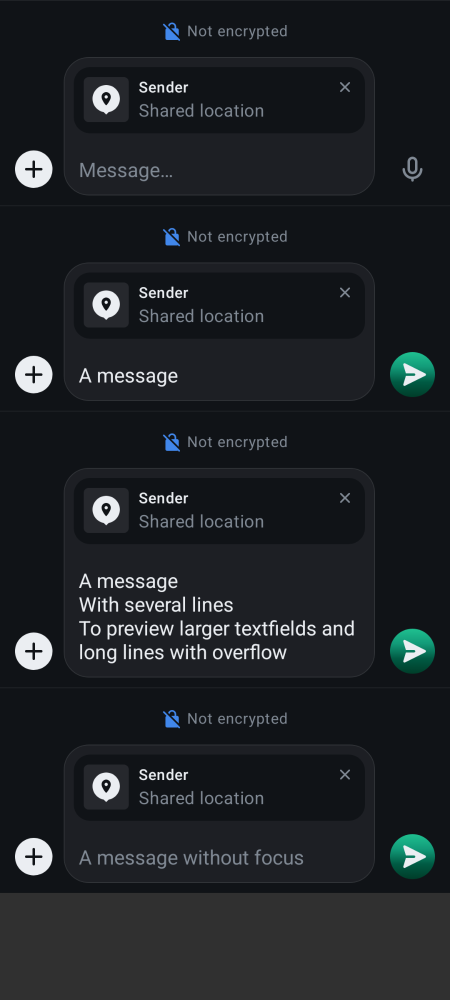 Not encrypted
Sender
Shared location
Message…
Not encrypted
Sender
Shared location
A message
Not encrypted
Sender
Shared location
A message
With several lines
To preview larger textfields and
long lines with overflow
Not encrypted
Sender
Shared location
A message without focus